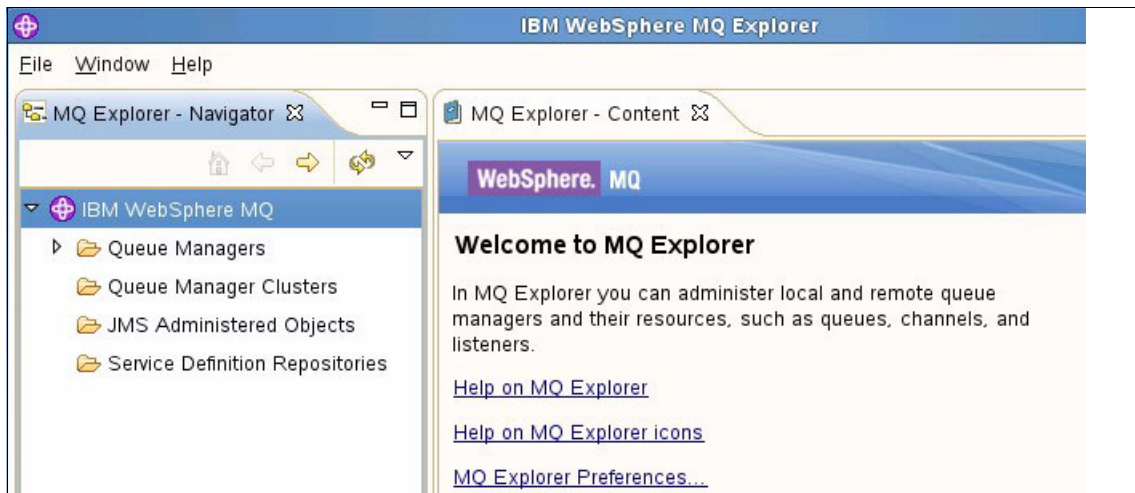 IBM WebSphere MQ Explorer
File Window Help
MQ Explorer - Navigator
IBM WebSphere MQ
Queue Managers
Queue Manager Clusters
JMS Administered Objects
Service Definition Repositories
MQ Explorer - Content
WebSphere. MQ
Welcome to MQ Explorer
In MQ Explorer you can administer local and remote queue
managers and their resources, such as queues, channels, and
listeners.
Help on MQ Explorer
Help on MQ Explorer icons
MQ Explorer Preferences...